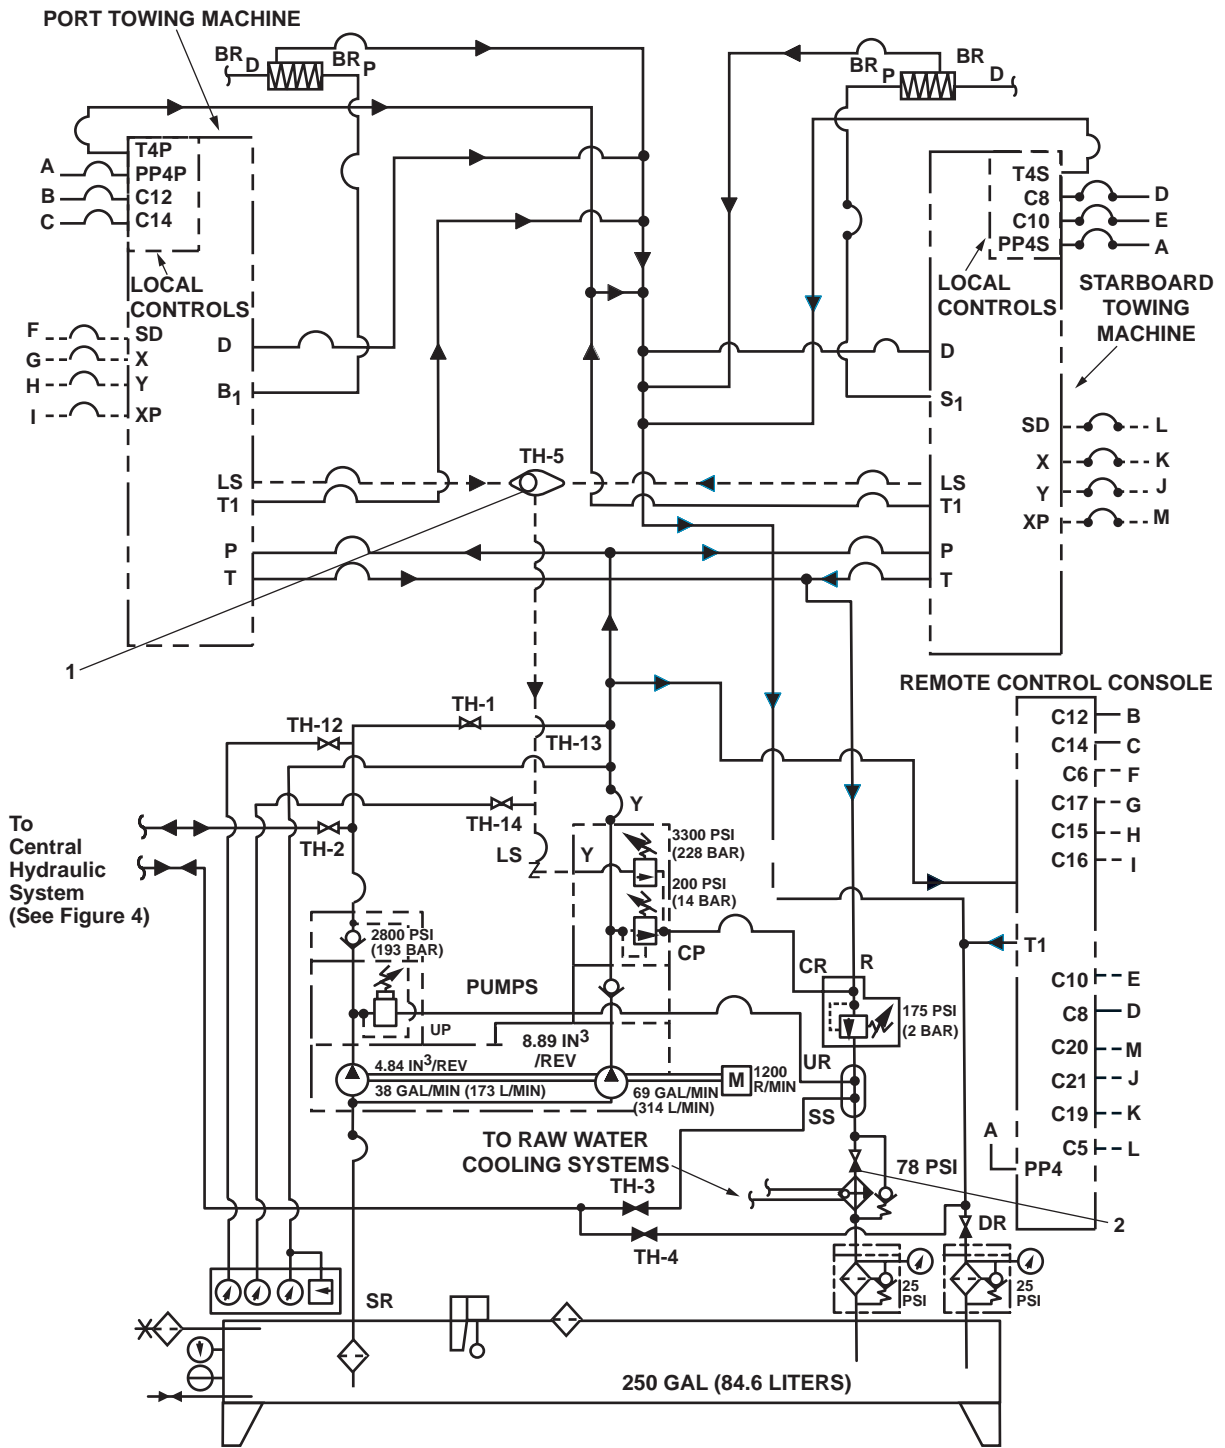 PORT TOWING MACHINE
BR
D
BR
P
BR
P
BR
D
T4P
A
PP4P
B
C12
C
C14
LOCAL
CONTROLS
T4S
C8
D
C10
E
PP4S
A
LOCAL
CONTROLS
STARBOARD
TOWING
MACHINE
F
SD
G
X
H
Y
I
XP
D
B1
D
S1
SD
L
X
K
Y
J
XP
M
TH-5
LS
T1
P
T
LS
T1
P
T
1
REMOTE CONTROL CONSOLE
TH-1
TH-12
TH-13
C12
B
C14
C
C6
F
C17
G
C15
H
C16
I
To
Central
Hydraulic
System
(See Figure 4)
TH-14
TH-2
LS
Y
Y
3300 PSI
(228 BAR)
200 PSI
(14 BAR)
CP
2800 PSI
(193 BAR)
UP
PUMPS
CR
R
T1
175 PSI
(2 BAR)
C10
E
C8
D
C20
M
C21
J
C19
K
C5
L
A
PP4
8.89 IN3
/REV
4.84 IN3/REV
38 GAL/MIN (173 L/MIN)
69 GAL/MIN
(314 L/MIN)
M
1200
R/MIN
UR
SS
TO RAW WATER
COOLING SYSTEMS
78 PSI
TH-3
TH-4
DR
2
25
PSI
25
PSI
SR
250 GAL (84.6 LITERS)